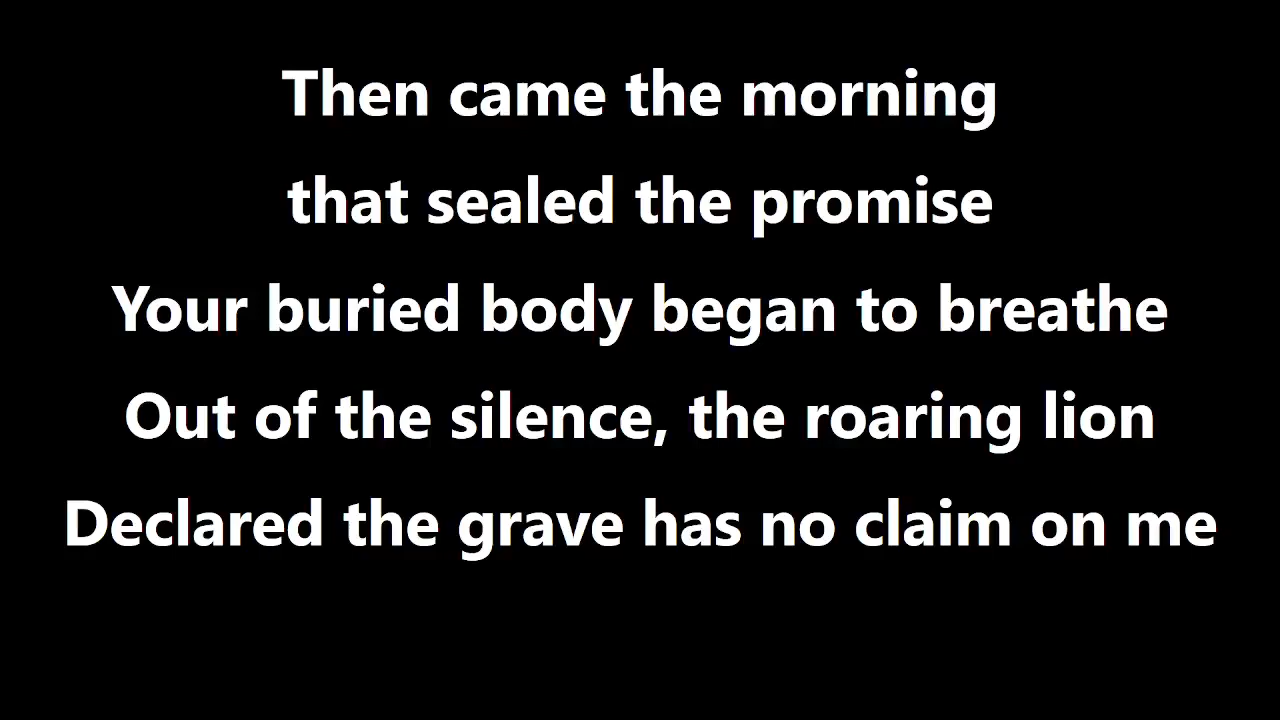 Then came the morning
that sealed the promise
Your buried body began to breathe
Out of the silence, the roaring lion
Declared the grave has no claim on me